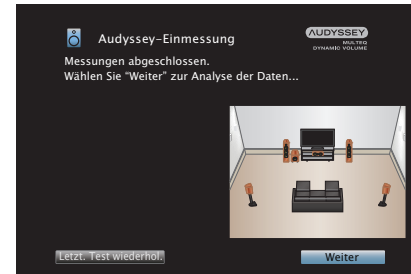 Audyssey-Einmessung
AUDYSSEY
MULTEQ
DYNAMIC VOLUME
Messungen abgeschlossen.
Wählen Sie “Weiter” zur Analyse der Daten...
Letzt. Test wiederhol.
Weiter